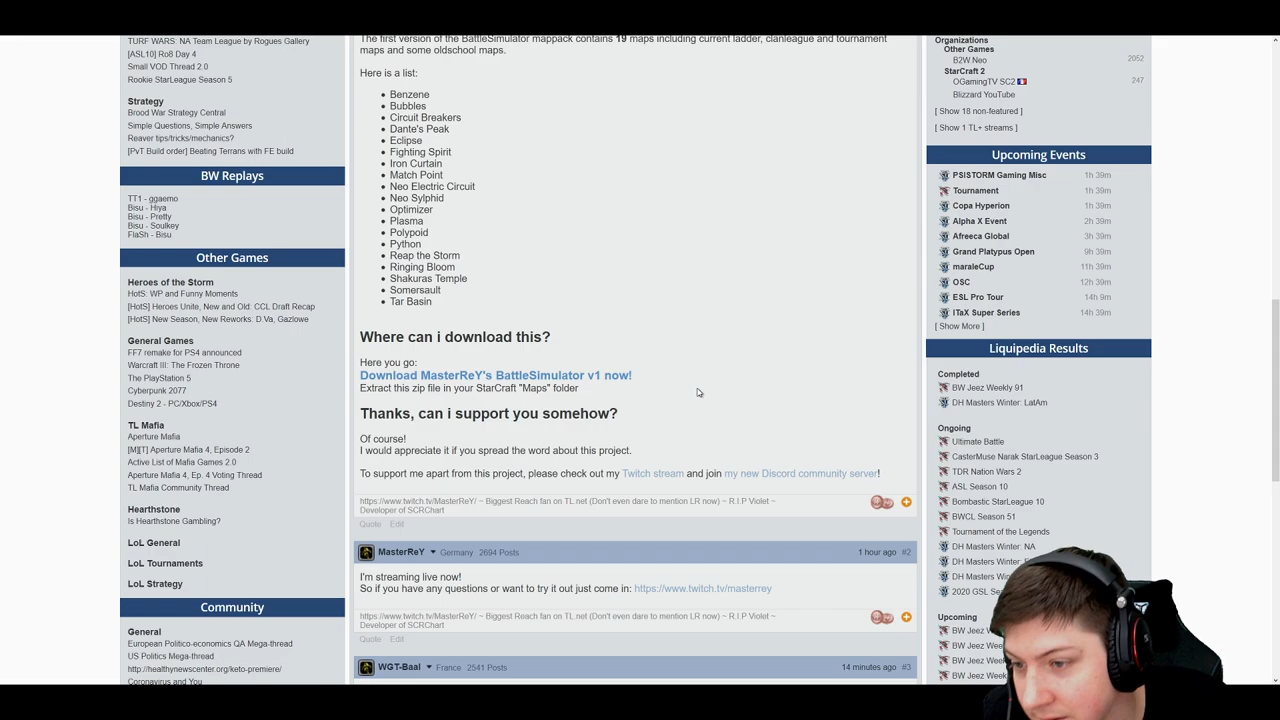 TURF WARS: NA Team League by Rogues Gallery
[ASL10] Ro8 Day 4
Small VOD Thread 2.0
Rookie StarLeague Season 5
Strategy
Brood War Strategy Central
Simple Questions, Simple Answers
Reaver tips/tricks/mechanics?
[PvT Build order] Beating Terrans with FE build
BW Replays
TT1 - ggaemo
Bisu - Hiya
Bisu - Pretty
Bisu - Soulkey
FlaSh - Bisu
Other Games
Heroes of the Storm
HotS: WP and Funny Moments
[HotS] Heroes Unite, New and Old: CCL Draft Recap
[HotS] New Season, New Reworks: D.Va, Gazlowe
General Games
FF7 remake for PS4 announced
Warcraft III: The Frozen Throne
The PlayStation 5
Cyberpunk 2077
Destiny 2 - PC/Xbox/PS4
TL Mafia
Aperture Mafia
[M][T] Aperture Mafia 4, Episode 2
Active List of Mafia Games 2.0
Aperture Mafia 4, Ep. 4 Voting Thread
TL Mafia Community Thread
Hearthstone
Is Hearthstone Gambling?
LoL General
LoL Tournaments
LoL Strategy
Community
General
European Politico-economics QA Mega-thread
US Politics Mega-thread
http://healthynewscenter.org/keto-premiere/
Coronavirus and You
The first version of the BattleSimulator mappack contains 19 maps including current ladder, clanleague and tournament
maps and some oldschool maps.
Here is a list:
• Benzene
• Bubbles
• Circuit Breakers
• Dante's Peak
• Eclipse
• Fighting Spirit
• Iron Curtain
• Match Point
• Neo Electric Circuit
• Neo Sylphid
• Optimizer
• Plasma
• Polypoid
• Python
• Reap the Storm
• Ringing Bloom
• Shakuras Temple
• Somersault
• Tar Basin
Where can i download this?
Here you go:
Download MasterReY's BattleSimulator v1 now!
Extract this zip file in your StarCraft "Maps" folder
Thanks, can i support you somehow?
Of course!
I would appreciate it if you spread the word about this project.
To support me apart from this project, please check out my Twitch stream and join my new Discord community server!
https://www.twitch.tv/MasterReY/ ~ Biggest Reach fan on TL.net (Don't even dare to mention LR now) ~ R.I.P Violet ~
Developer of SCRChart
Quote Edit
MasterReY Germany 2694 Posts 1 hour ago #2
I'm streaming live now!
So if you have any questions or want to try it out just come in: https://www.twitch.tv/masterrey
https://www.twitch.tv/MasterReY/ ~ Biggest Reach fan on TL.net (Don't even dare to mention LR now) ~ R.I.P Violet ~
Developer of SCRChart
Quote Edit
WGT-Baal France 2541 Posts 14 minutes ago #3
Organizations
Other Games
B2W.Neo 2052
StarCraft 2
OGamingTV SC2 247
Blizzard YouTube
[ Show 18 non-featured ]
[ Show 1 TL+ streams ]
Upcoming Events
PSISTORM Gaming Misc 1h 39m
Tournament 1h 39m
Copa Hyperion 1h 39m
Alpha X Event 2h 39m
Afreeca Global 3h 39m
Grand Platypus Open 9h 39m
maraleCup 11h 39m
OSC 12h 39m
ESL Pro Tour 14h 9m
ITaX Super Series 14h 39m
[ Show More ]
Liquipedia Results
Completed
BW Jeez Weekly 91
DH Masters Winter: LatAm
Ongoing
Ultimate Battle
CasterMuse Narak StarLeague Season 3
TDR Nation Wars 2
ASL Season 10
Bombastic StarLeague 10
BWCL Season 51
Tournament of the Legends
DH Masters Winter: NA
DH Masters
DH Masters
2020 GSL
Upcoming
BW Jeez
BW Jeez
BW Jeez
BW Jeez